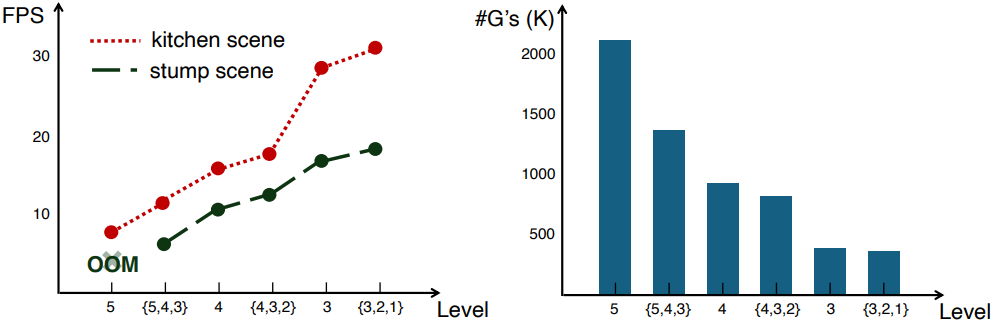 FPS
kitchen scene
stump scene
30
20
10
OOM
5 {5,4,3} 4 {4,3,2} 3 {3,2,1} Level
#G's (K)
2000
1500
1000
500
5 {5,4,3} 4 {4,3,2} 3 {3,2,1} Level